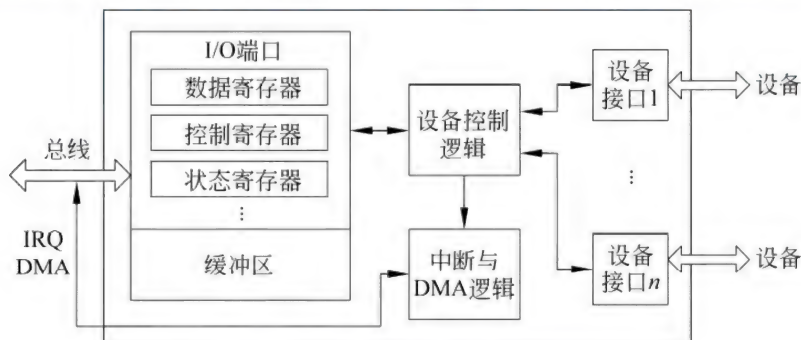 I/O端口
数据寄存器
控制寄存器
状态寄存器
⋮
缓冲区
总线
IRQ
DMA
设备控制
逻辑
中断与
DMA逻辑
设备
接口1
设备
⋮
设备
接口n
设备